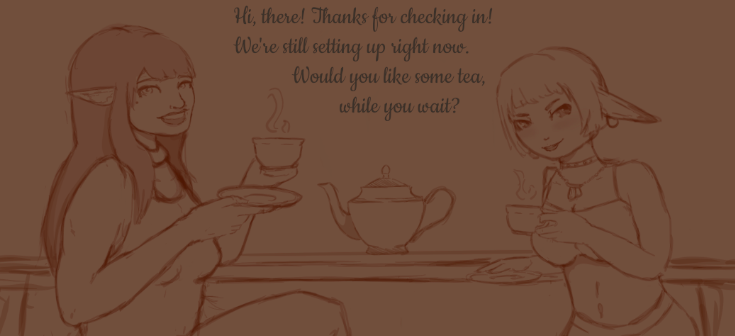 Hi, there! Thanks for checking in!
We're still setting up right now.
Would you like some tea,
while you wait?